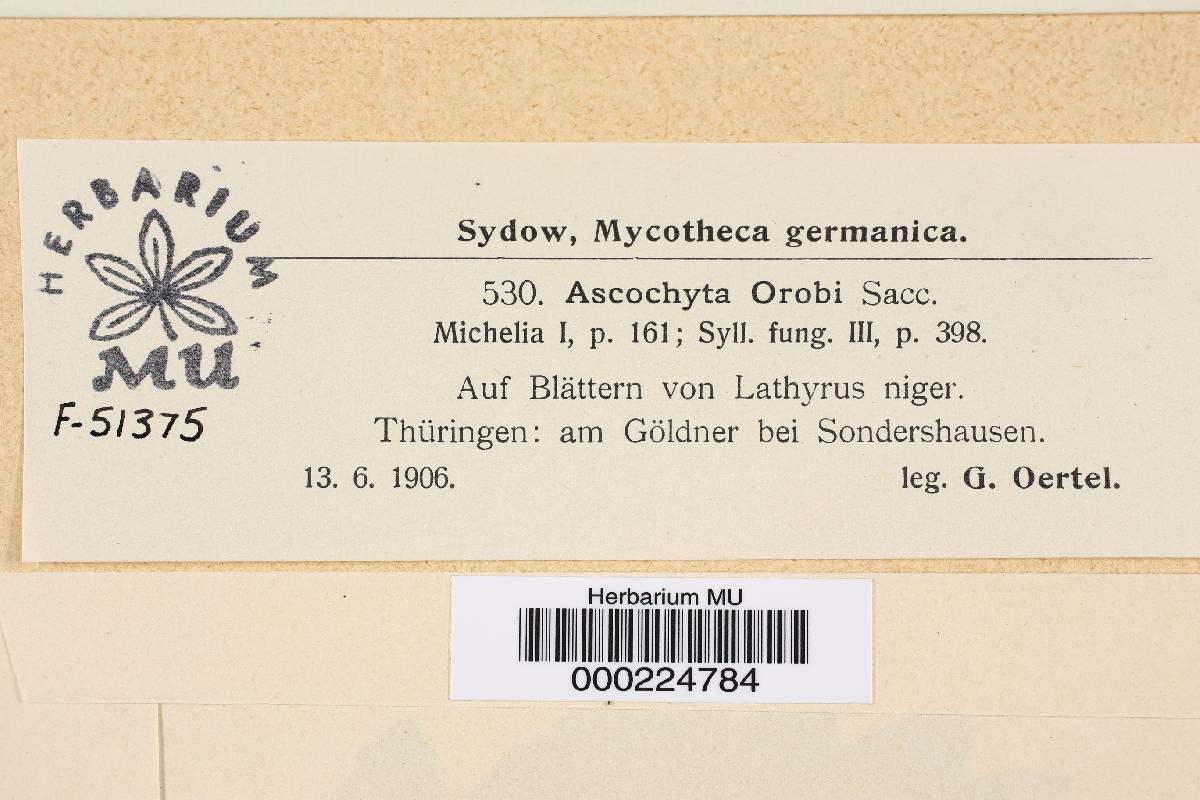 HERBARIUM
MU
F-51375
Sydow, Mycotheca germanica.
530. Ascochyta Orobi Sacc.
Michelia I, p. 161; Syll. fung. III, p. 398.
Auf Blättern von Lathyrus niger.
Thüringen: am Göldner bei Sondershausen.
13. 6. 1906. leg. G. Oertel.
Herbarium MU
000224784